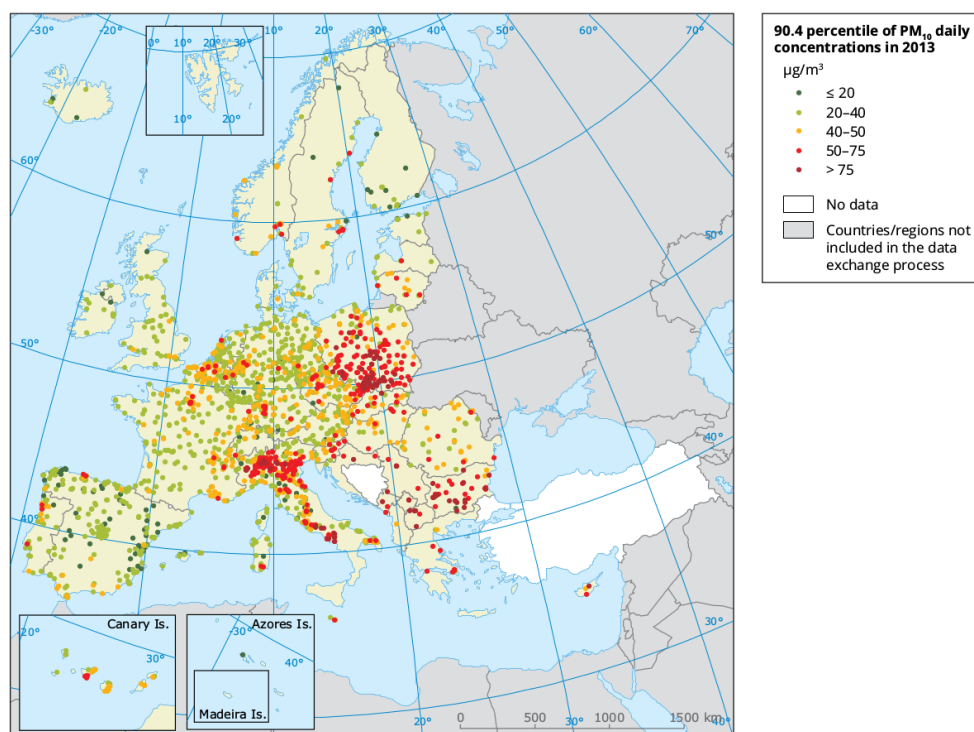 -30°
-20°
-10°
0°
10°
20°
30°
40°
50°
60°
70°
0° 10° 20° 30°
10° 20°
60°
50°
50°
40°
40°
30°
Canary Is.
-20°
30°
Azores Is.
-30°
40°
Madeira Is.
0 500 1000 1500 km
20° 30° 40°
90.4 percentile of PM₁₀ daily
concentrations in 2013
µg/m³
≤ 20
20–40
40–50
50–75
> 75
No data
Countries/regions not
included in the data
exchange process